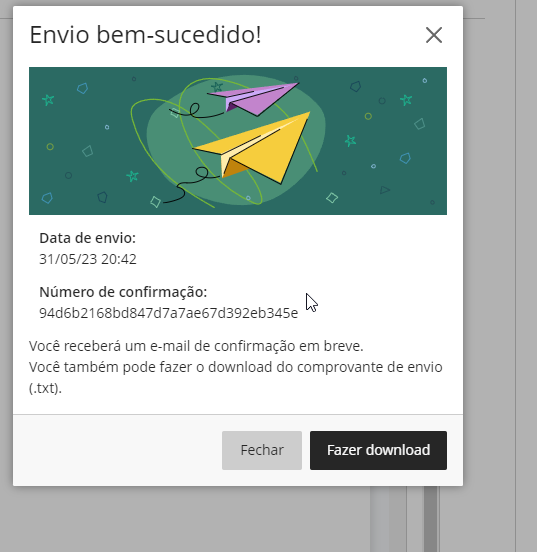 Envio bem-sucedido!
Data de envio:
31/05/23 20:42
Número de confirmação:
94d6b2168bd847d7a7ae67d392eb345e
Você receberá um e-mail de confirmação em breve.
Você também pode fazer o download do comprovante de envio
(.txt).
Fechar
Fazer download